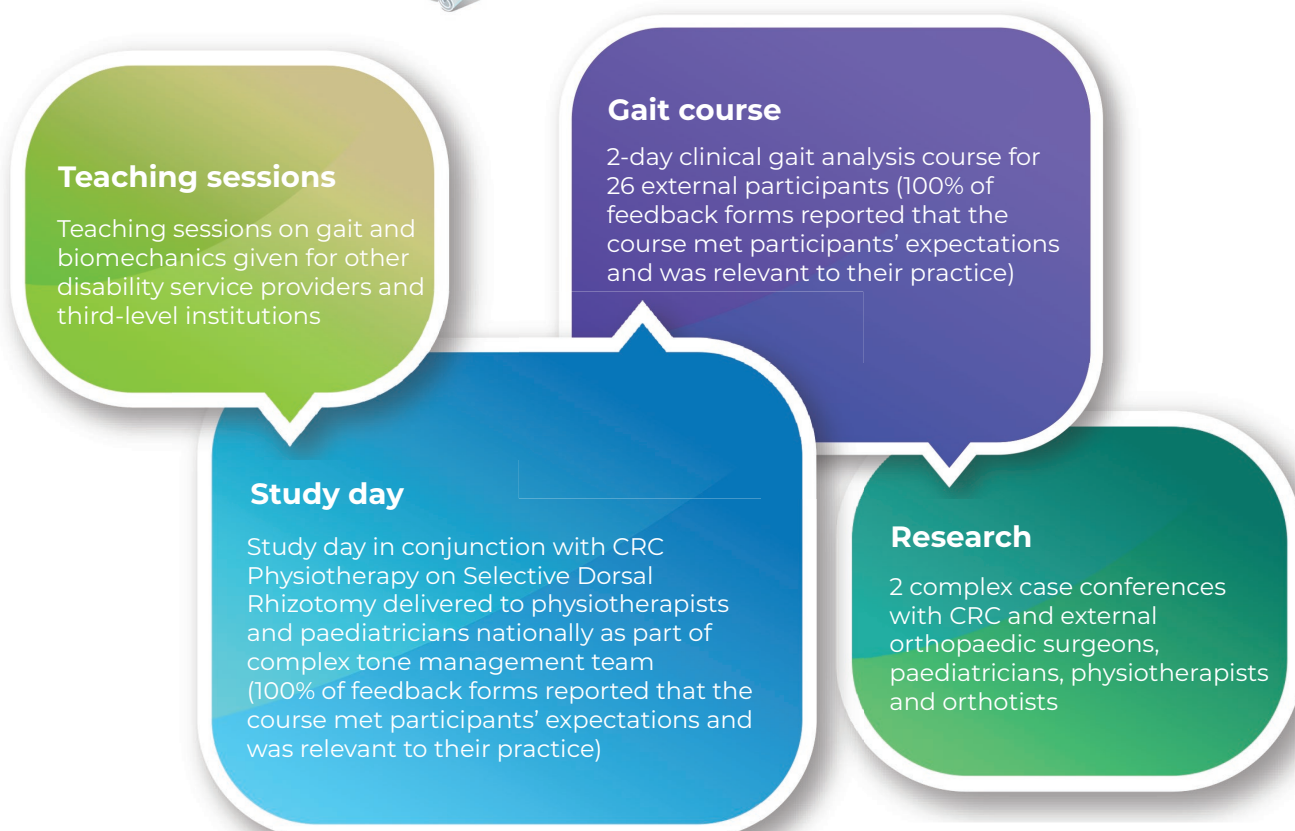 Teaching sessions
Teaching sessions on gait and
biomechanics given for other
disability service providers and
third-level institutions
Gait course
2-day clinical gait analysis course for
26 external participants (100% of
feedback forms reported that the
course met participants’ expectations
and was relevant to their practice)
Study day
Study day in conjunction with CRC
Physiotherapy on Selective Dorsal
Rhizotomy delivered to physiotherapists
and paediatricians nationally as part of
complex tone management team
(100% of feedback forms reported that the
course met participants’ expectations and
was relevant to their practice)
Research
2 complex case conferences
with CRC and external
orthopaedic surgeons,
paediatricians, physiotherapists
and orthotists